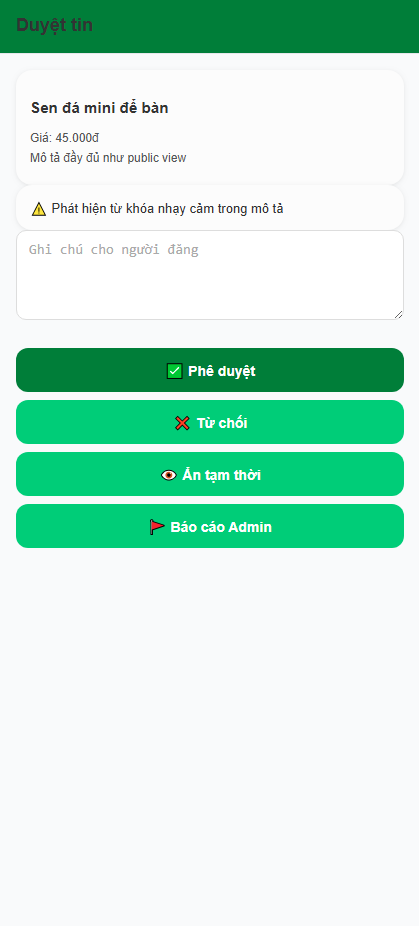 Duyệt tin
Sen đá mini để bàn
Giá: 45.000đ
Mô tả đầy đủ như public view
⚠️ Phát hiện từ khóa nhạy cảm trong mô tả
Ghi chú cho người đăng
✅ Phê duyệt
❌ Từ chối
👁️ Ẩn tạm thời
🚩 Báo cáo Admin